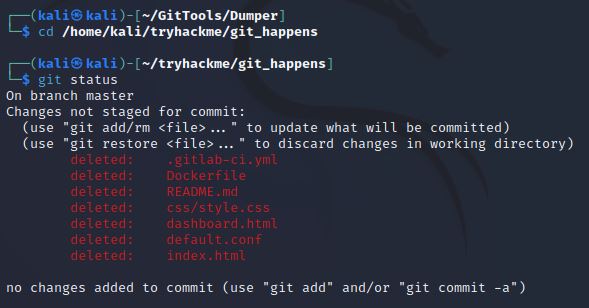 ┌──(kali㉿kali)-[~/GitTools/Dumper]
└─$ cd /home/kali/tryhackme/git_happens
┌──(kali㉿kali)-[~/tryhackme/git_happens]
└─$ git status
On branch master
Changes not staged for commit:
  (use "git add/rm <file>..." to update what will be committed)
  (use "git restore <file>..." to discard changes in working directory)
        deleted:    .gitlab-ci.yml
        deleted:    Dockerfile
        deleted:    README.md
        deleted:    css/style.css
        deleted:    dashboard.html
        deleted:    default.conf
        deleted:    index.html
no changes added to commit (use "git add" and/or "git commit -a")